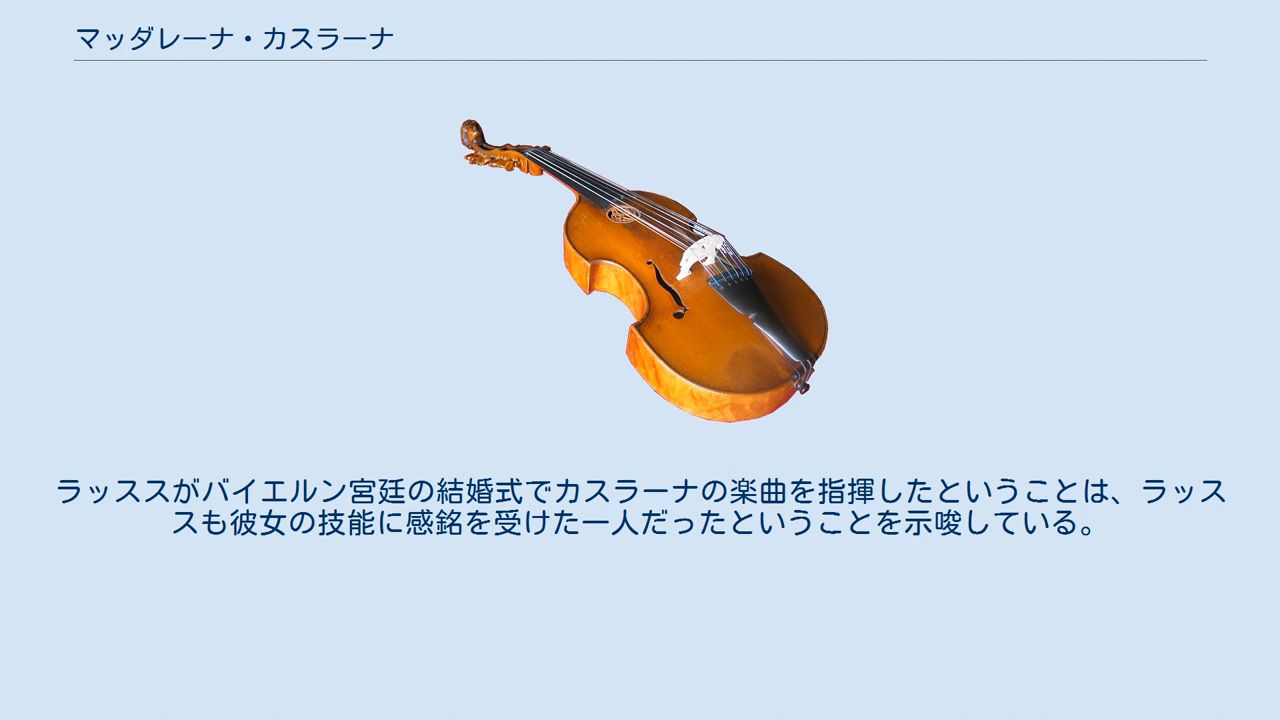 マッダレーナ・カスラーナ
ラッススがバイエルン宮廷の結婚式でカスラーナの楽曲を指揮したということは、ラッス
スも彼女の技能に感銘を受けた一人だったということを示唆している。